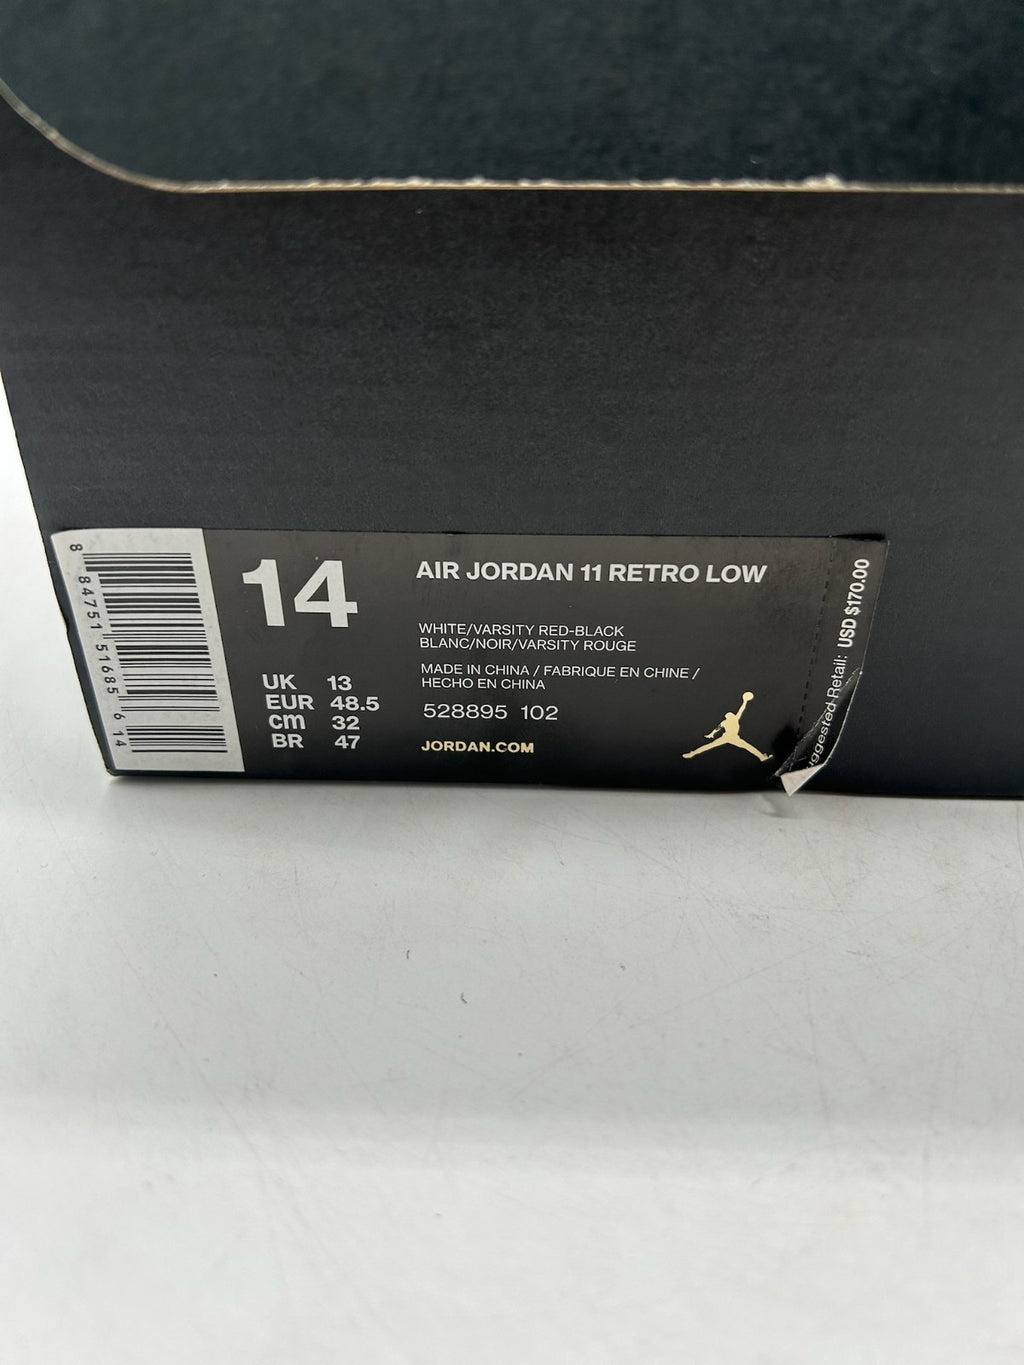 8 84751 51685 6 14
14
UK 13
EUR 48.5
cm 32
BR 47
AIR JORDAN 11 RETRO LOW
WHITE/VARSITY RED-BLACK
BLANC/NOIR/VARSITY ROUGE
MADE IN CHINA / FABRIQUE EN CHINE /
HECHO EN CHINA
528895 102
JORDAN.COM
uggested Retail: USD $170.00